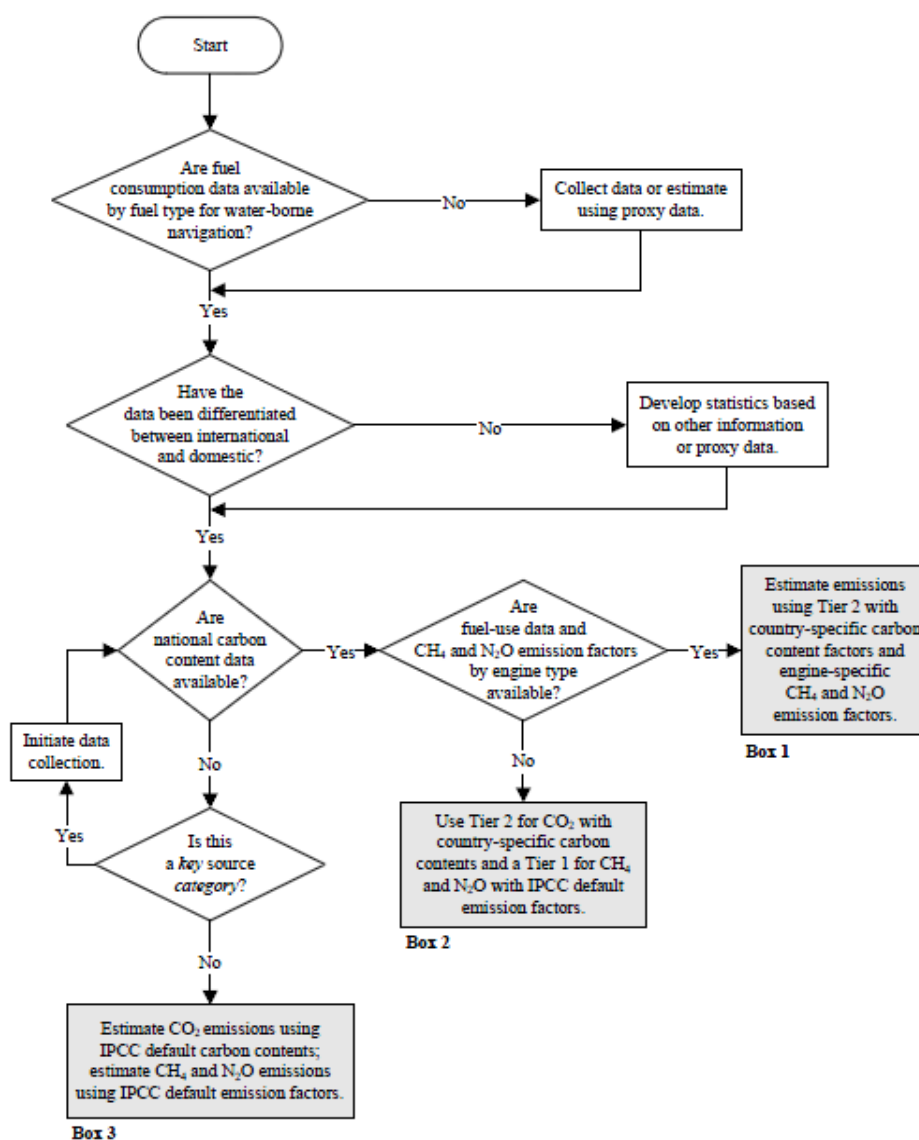 Start
Are fuel
consumption data available
by fuel type for water-borne
navigation?
No
Collect data or estimate
using proxy data.
Yes
Have the
data been differentiated
between international
and domestic?
No
Develop statistics based
on other information
or proxy data.
Yes
Are
national carbon
content data
available?
Yes
Are
fuel-use data and
CH₄ and N₂O emission factors
by engine type
available?
Yes
Estimate emissions
using Tier 2 with
country-specific carbon
content factors and
engine-specific
CH₄ and N₂O
emission factors.
Box 1
Initiate data
collection.
No
No
Yes
Is this
a key source
category?
Use Tier 2 for CO₂ with
country-specific carbon
contents and a Tier 1 for CH₄
and N₂O with IPCC default
emission factors.
Box 2
No
Estimate CO₂ emissions using
IPCC default carbon contents;
estimate CH₄ and N₂O emissions
using IPCC default emission factors.
Box 3